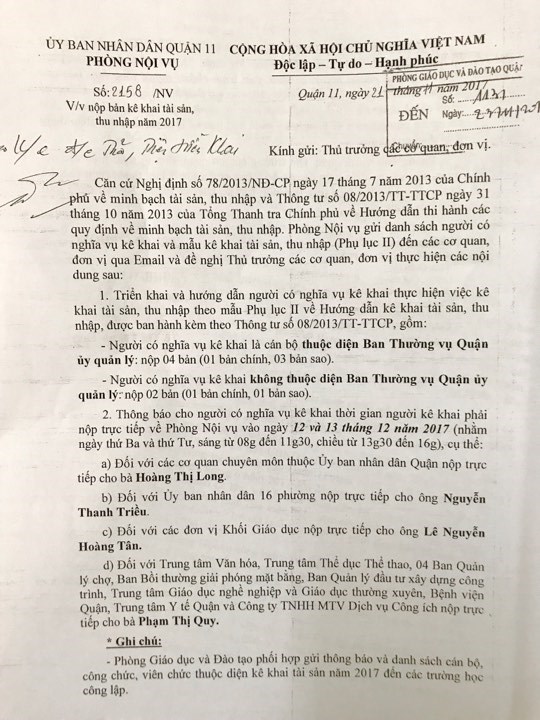 ỦY BAN NHÂN DÂN QUẬN 11
PHÒNG NỘI VỤ
CỘNG HÒA XÃ HỘI CHỦ NGHĨA VIỆT NAM
Độc lập – Tự do – Hạnh phúc
Số: 2158 /NV
V/v nộp bản kê khai tài sản,
thu nhập năm 2017
Quận 11, ngày 21 tháng 11 năm 2017
PHÒNG GIÁO DỤC VÀ ĐÀO TẠO QUẬN
ĐẾN
Số:
Ngày:
Kính gửi: Thủ trưởng các cơ quan, đơn vị.
Căn cứ Nghị định số 78/2013/NĐ-CP ngày 17 tháng 7 năm 2013 của Chính
phủ về minh bạch tài sản, thu nhập và Thông tư số 08/2013/TT-TTCP ngày 31
tháng 10 năm 2013 của Tổng Thanh tra Chính phủ về Hướng dẫn thi hành các
quy định về minh bạch tài sản, thu nhập. Phòng Nội vụ gửi danh sách người có
nghĩa vụ kê khai và mẫu kê khai tài sản, thu nhập (Phụ lục II) đến các cơ quan,
đơn vị qua Email và đề nghị Thủ trưởng các cơ quan, đơn vị thực hiện các nội
dung sau:
1. Triển khai và hướng dẫn người có nghĩa vụ kê khai thực hiện việc kê
khai tài sản, thu nhập theo mẫu Phụ lục II về Hướng dẫn kê khai tài sản, thu
nhập, được ban hành kèm theo Thông tư số 08/2013/TT-TTCP, gồm:
- Người có nghĩa vụ kê khai là cán bộ thuộc diện Ban Thường vụ Quận
ủy quản lý: nộp 04 bản (01 bản chính, 03 bản sao).
- Người có nghĩa vụ kê khai không thuộc diện Ban Thường vụ Quận ủy
quản lý: nộp 02 bản (01 bản chính, 01 bản sao).
2. Thông báo cho người có nghĩa vụ kê khai thời gian người kê khai phải
nộp trực tiếp về Phòng Nội vụ vào ngày 12 và 13 tháng 12 năm 2017 (nhằm
ngày thứ Ba và thứ Tư, sáng từ 08g đến 11g30, chiều từ 13g30 đến 16g), cụ thể:
a) Đối với các cơ quan chuyên môn thuộc Ủy ban nhân dân Quận nộp trực
tiếp cho bà Hoàng Thị Long.
b) Đối với Ủy ban nhân dân 16 phường nộp trực tiếp cho ông Nguyễn
Thanh Triều.
c) Đối với các đơn vị Khối Giáo dục nộp trực tiếp cho ông Lê Nguyễn
Hoàng Tân.
d) Đối với Trung tâm Văn hóa, Trung tâm Thể dục Thể thao, 04 Ban Quản
lý chợ, Ban Bồi thường giải phóng mặt bằng, Ban Quản lý đầu tư xây dựng công
trình, Trung tâm Giáo dục nghề nghiệp và Giáo dục thường xuyên, Bệnh viện
Quận, Trung tâm Y tế Quận và Công ty TNHH MTV Dịch vụ Công ích nộp trực
tiếp cho bà Phạm Thị Quy.
* Ghi chú:
- Phòng Giáo dục và Đào tạo phối hợp gửi thông báo và danh sách cán bộ,
công chức, viên chức thuộc diện kê khai tài sản năm 2017 đến các trường học
công lập.